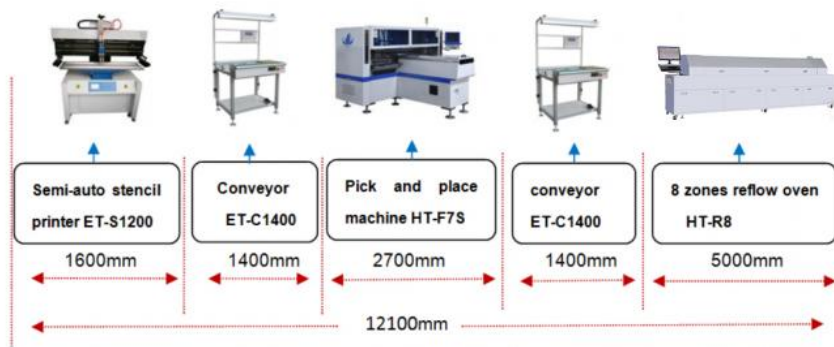 Semi-auto stencil
printer ET-S1200
Conveyor
ET-C1400
Pick and place
machine HT-F7S
conveyor
ET-C1400
8 zones reflow oven
HT-R8
1600mm
1400mm
2700mm
1400mm
5000mm
12100mm